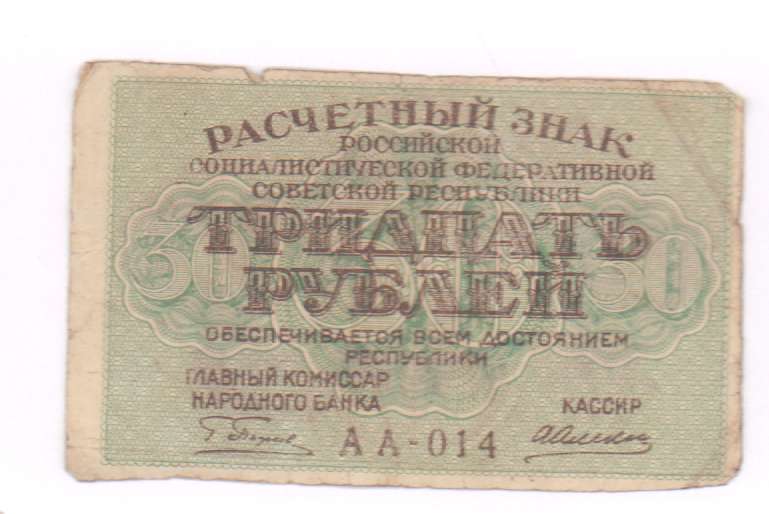 РАСЧЕТНЫЙ ЗНАК
РОССИЙСКОЙ
СОЦИАЛИСТИЧЕСКОЙ ФЕДЕРАТИВНОЙ
СОВЕТСКОЙ РЕСПУБЛИКИ
ТРИДЦАТЬ
РУБЛЕЙ
30 30
ОБЕСПЕЧИВАЕТСЯ ВСЕМ ДОСТОЯНИЕМ
РЕСПУБЛИКИ
ГЛАВНЫЙ КОМИССАР
НАРОДНОГО БАНКА
КАССИР
АА-014